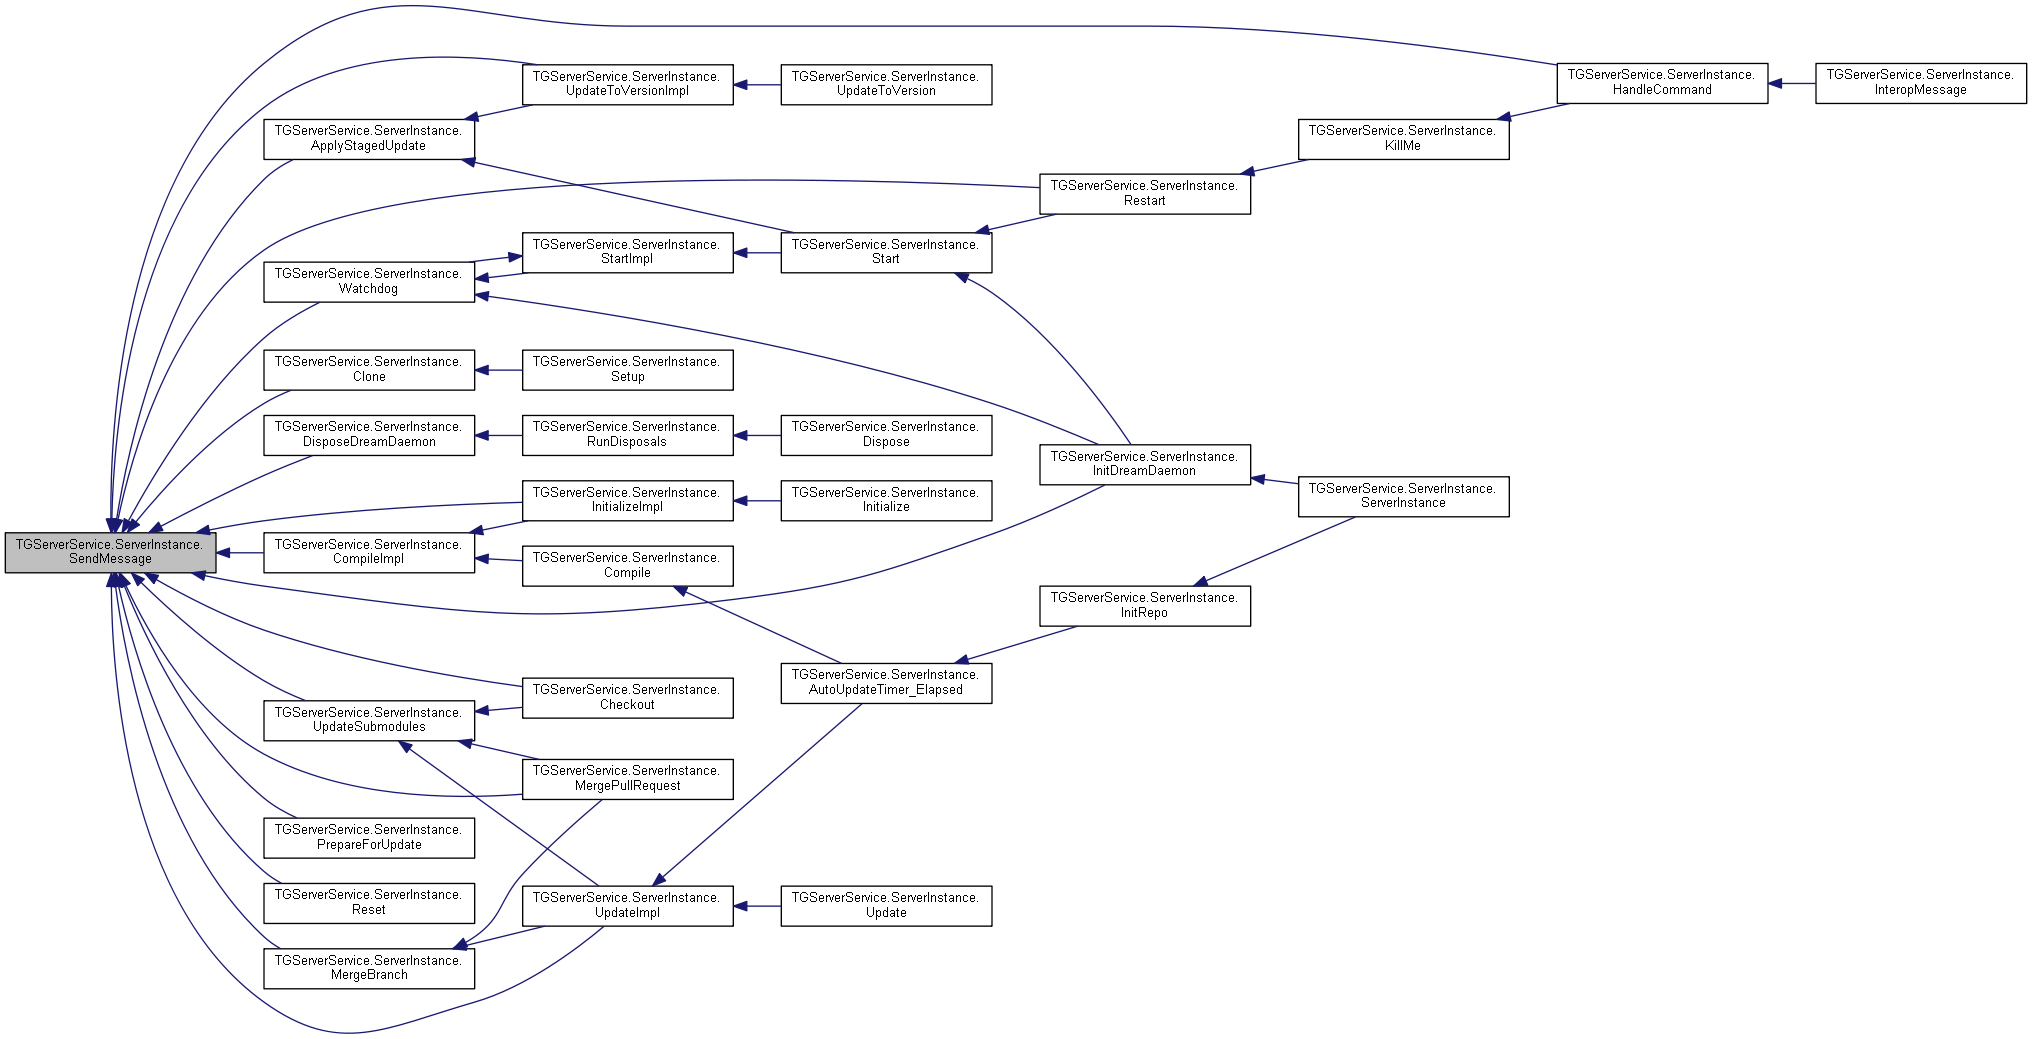 TGServerService.ServerInstance.
SendMessage
TGServerService.ServerInstance.
ApplyStagedUpdate
TGServerService.ServerInstance.
Watchdog
TGServerService.ServerInstance.
Clone
TGServerService.ServerInstance.
DisposeDreamDaemon
TGServerService.ServerInstance.
CompileImpl
TGServerService.ServerInstance.
UpdateSubmodules
TGServerService.ServerInstance.
PrepareForUpdate
TGServerService.ServerInstance.
Reset
TGServerService.ServerInstance.
MergeBranch
TGServerService.ServerInstance.
UpdateToVersionImpl
TGServerService.ServerInstance.
StartImpl
TGServerService.ServerInstance.
Setup
TGServerService.ServerInstance.
RunDisposals
TGServerService.ServerInstance.
InitializeImpl
TGServerService.ServerInstance.
Compile
TGServerService.ServerInstance.
Checkout
TGServerService.ServerInstance.
MergePullRequest
TGServerService.ServerInstance.
UpdateImpl
TGServerService.ServerInstance.
UpdateToVersion
TGServerService.ServerInstance.
Start
TGServerService.ServerInstance.
Dispose
TGServerService.ServerInstance.
Initialize
TGServerService.ServerInstance.
AutoUpdateTimer_Elapsed
TGServerService.ServerInstance.
Update
TGServerService.ServerInstance.
Restart
TGServerService.ServerInstance.
InitDreamDaemon
TGServerService.ServerInstance.
InitRepo
TGServerService.ServerInstance.
KillMe
TGServerService.ServerInstance.
ServerInstance
TGServerService.ServerInstance.
HandleCommand
TGServerService.ServerInstance.
InteropMessage